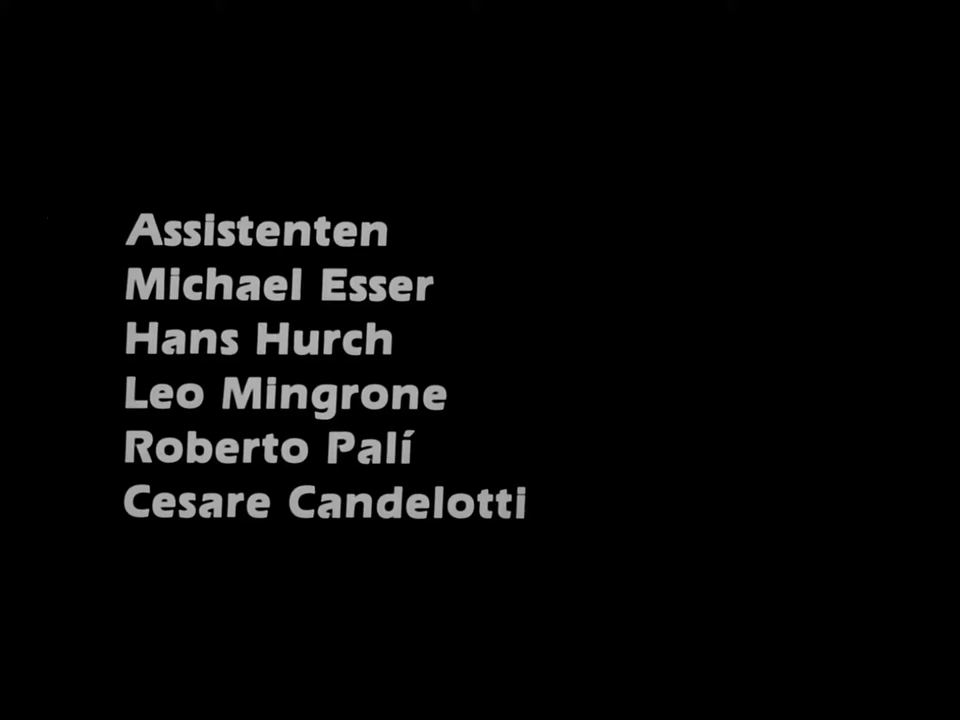 Assistenten
Michael Esser
Hans Hurch
Leo Mingrone
Roberto Palí
Cesare Candelotti